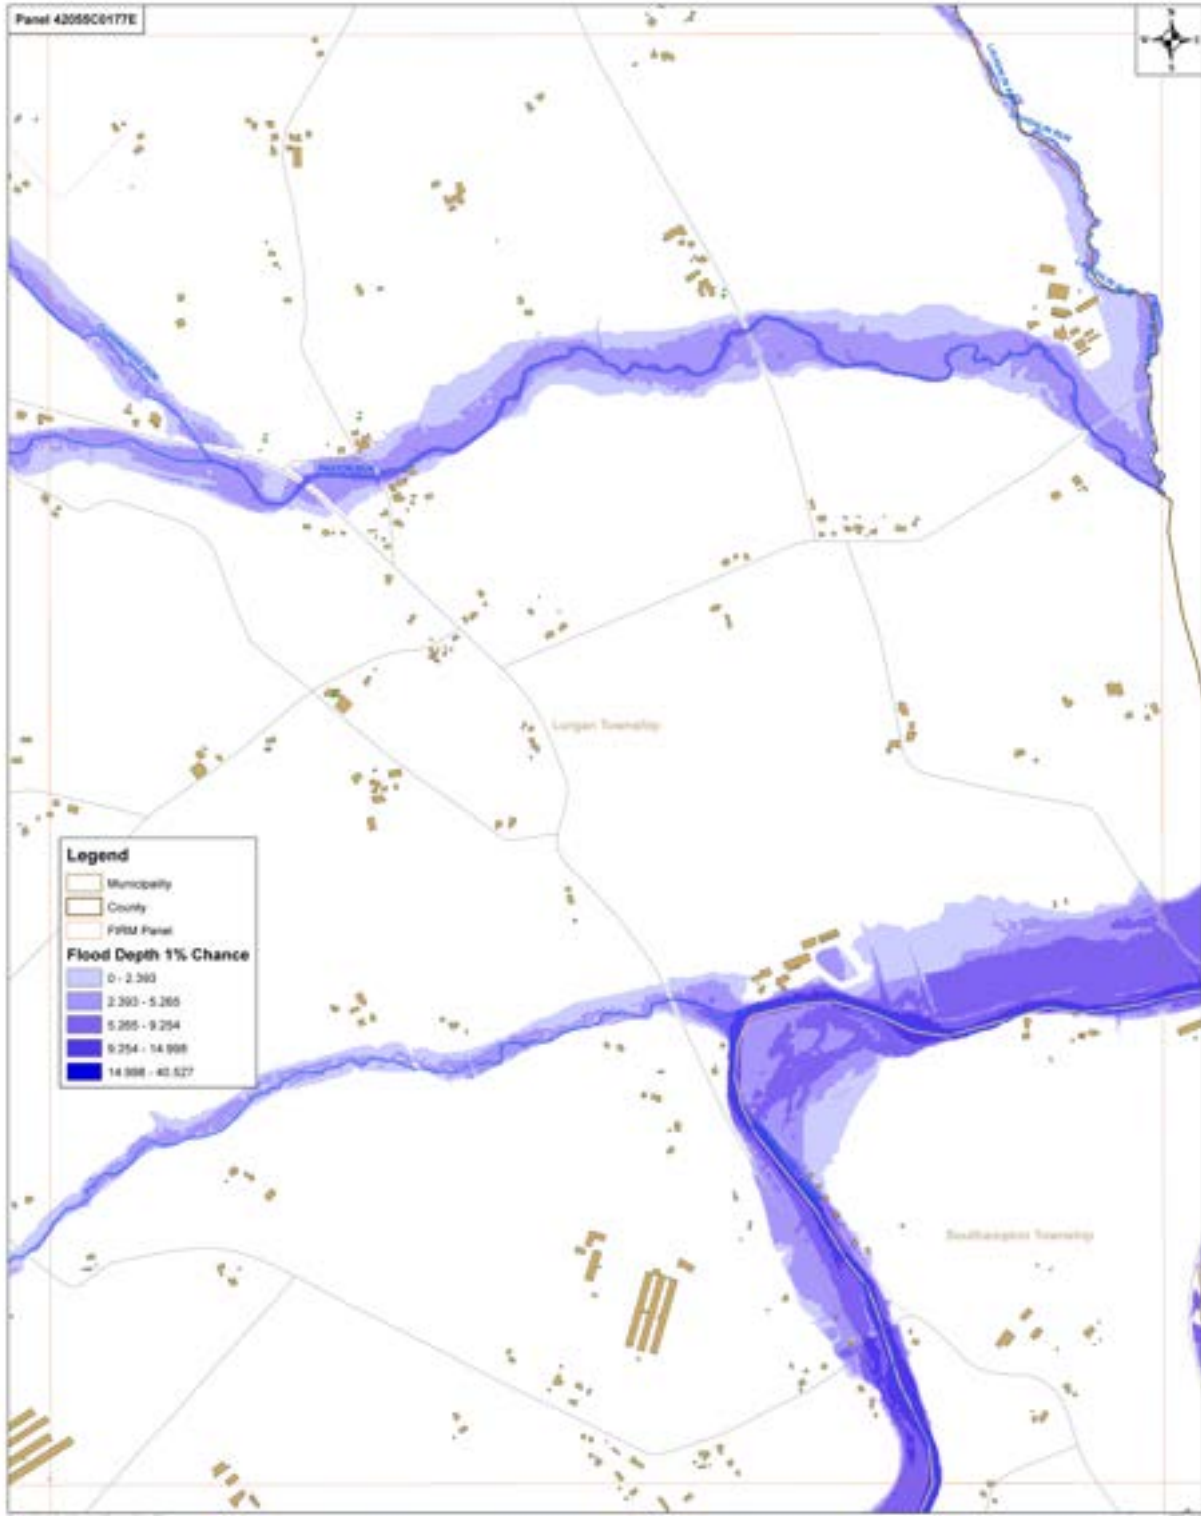 Panel 42055C0177E
N
W
E
S
Lurgan Township
Legend
Municipality
County
FIRM Panel
Flood Depth 1% Chance
0 - 2.393
2.393 - 5.265
5.265 - 9.254
9.254 - 14.998
14.998 - 40.527
Southampton Township